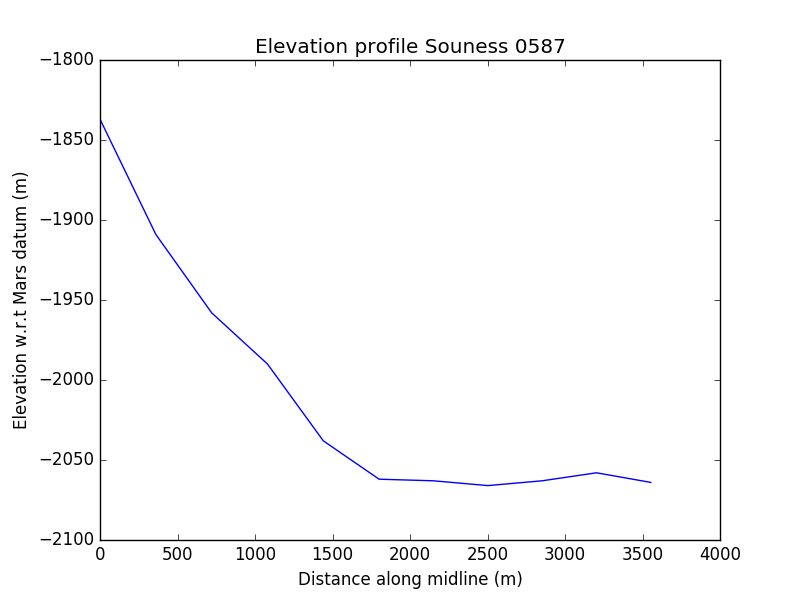 Elevation profile Souness 0587
−1800
−1850
−1900
−1950
−2000
−2050
−2100
Elevation w.r.t Mars datum (m)
0 500 1000 1500 2000 2500 3000 3500 4000
Distance along midline (m)